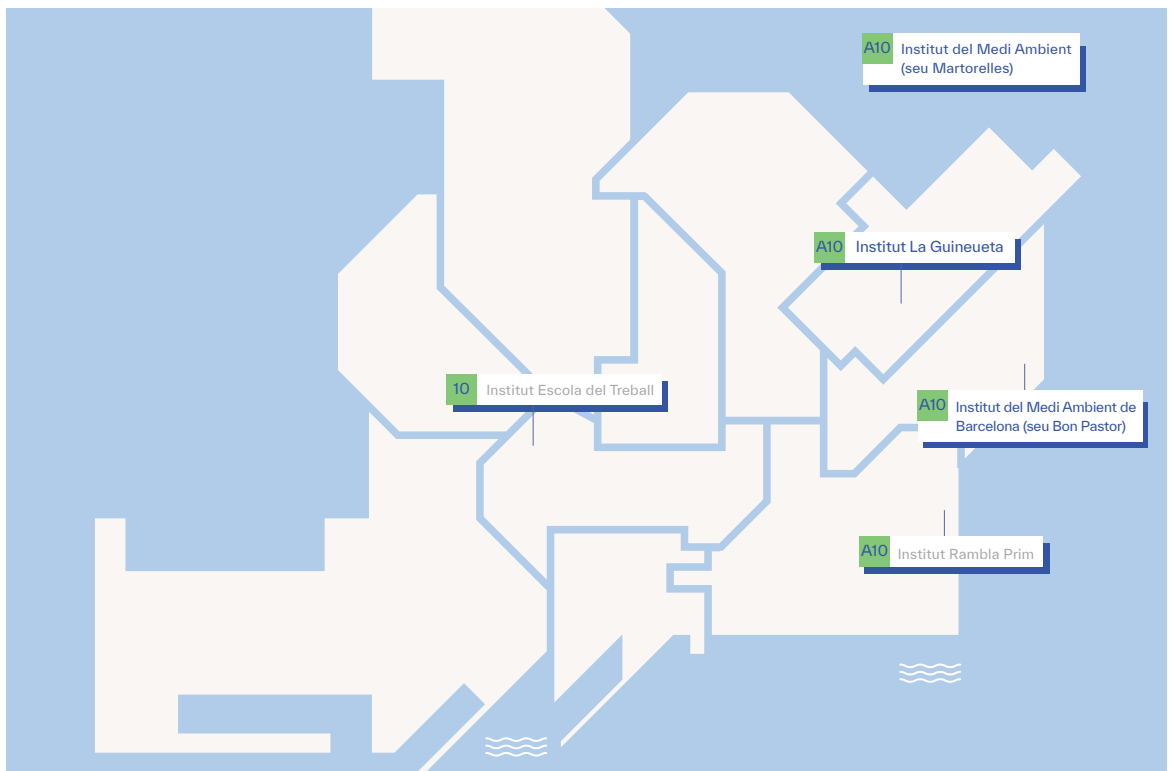 A10 Institut del Medi Ambient
(seu Martorelles)
A10 Institut La Guineueta
10 Institut Escola del Treball
A10 Institut del Medi Ambient de
Barcelona (seu Bon Pastor)
A10 Institut Rambla Prim